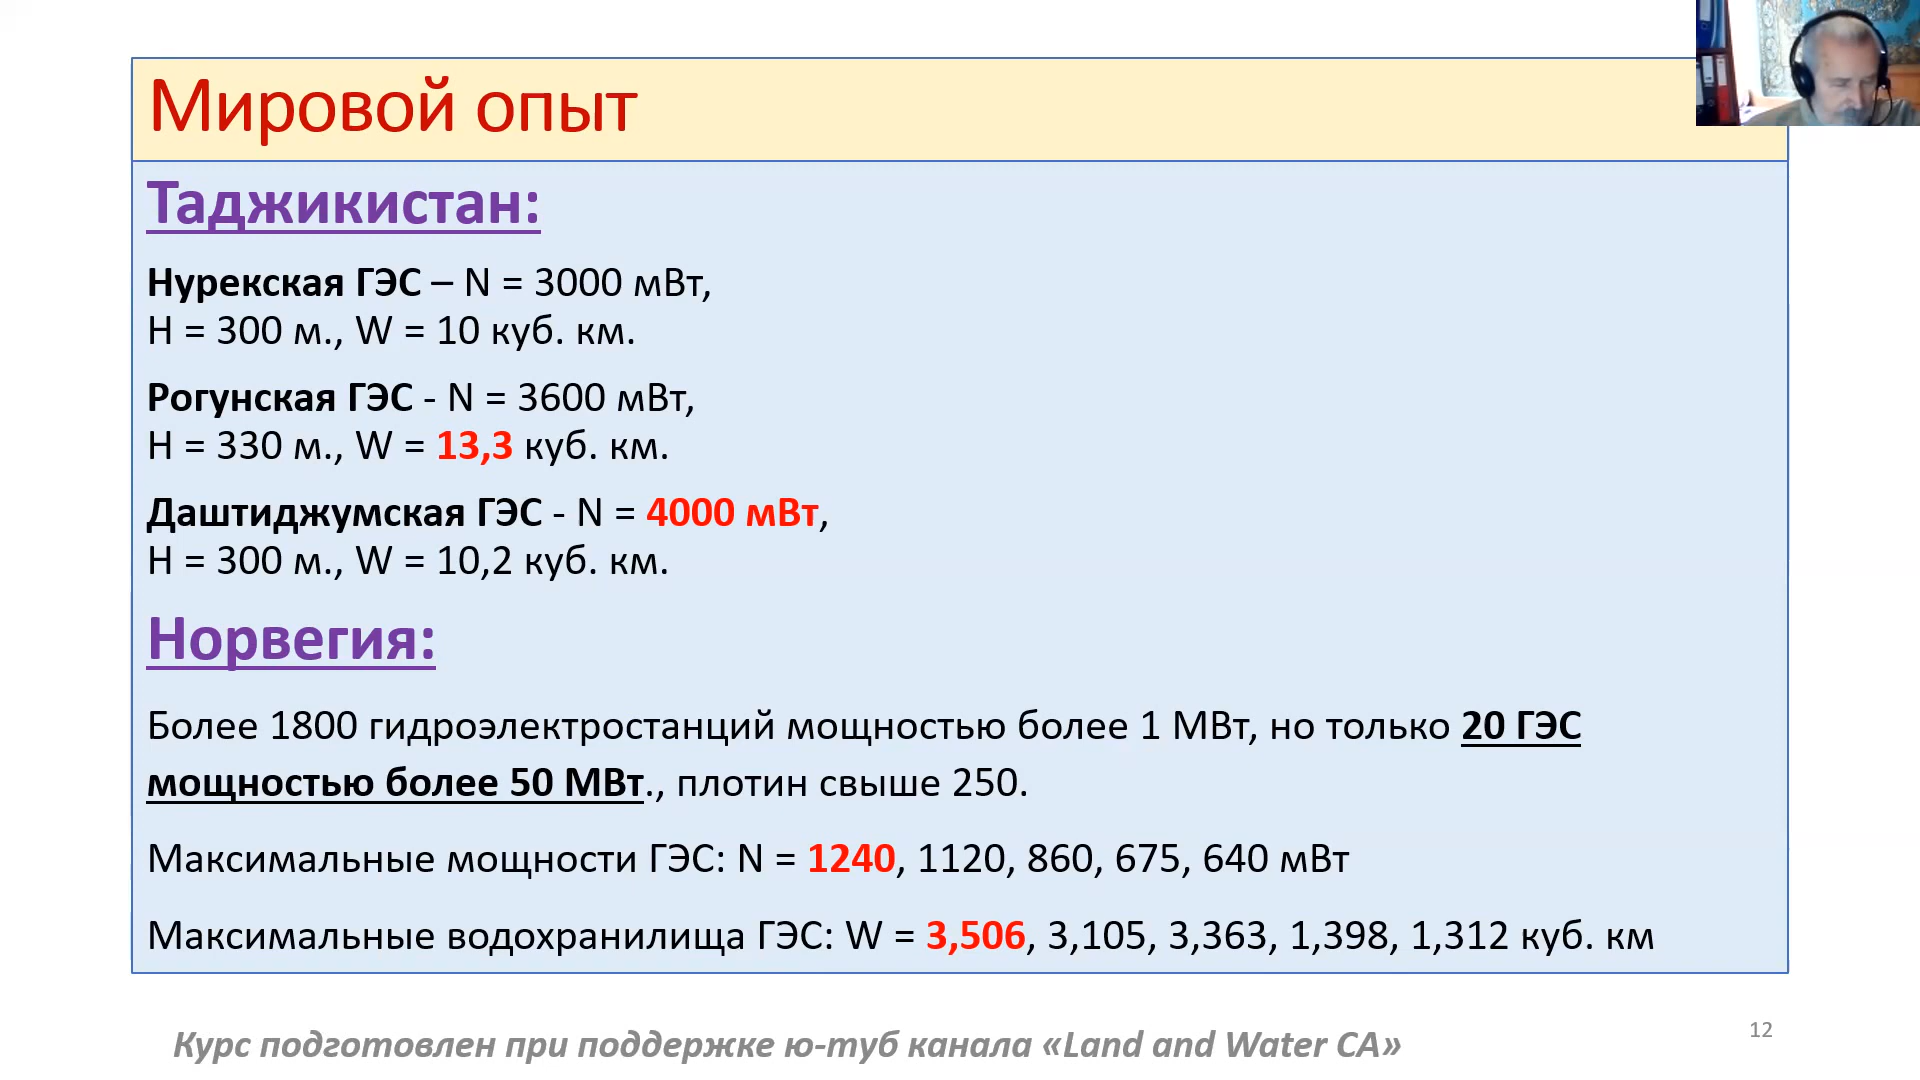 Мировой опыт
Таджикистан:
Нурекская ГЭС – N = 3000 мВт,
Н = 300 м., W = 10 куб. км.
Рогунская ГЭС - N = 3600 мВт,
Н = 330 м., W = 13,3 куб. км.
Даштиджумская ГЭС - N = 4000 мВт,
Н = 300 м., W = 10,2 куб. км.
Норвегия:
Более 1800 гидроэлектростанций мощностью более 1 МВт, но только 20 ГЭС
мощностью более 50 МВт., плотин свыше 250.
Максимальные мощности ГЭС: N = 1240, 1120, 860, 675, 640 мВт
Максимальные водохранилища ГЭС: W = 3,506, 3,105, 3,363, 1,398, 1,312 куб. км
Курс подготовлен при поддержке ю-туб канала «Land and Water CA»
12